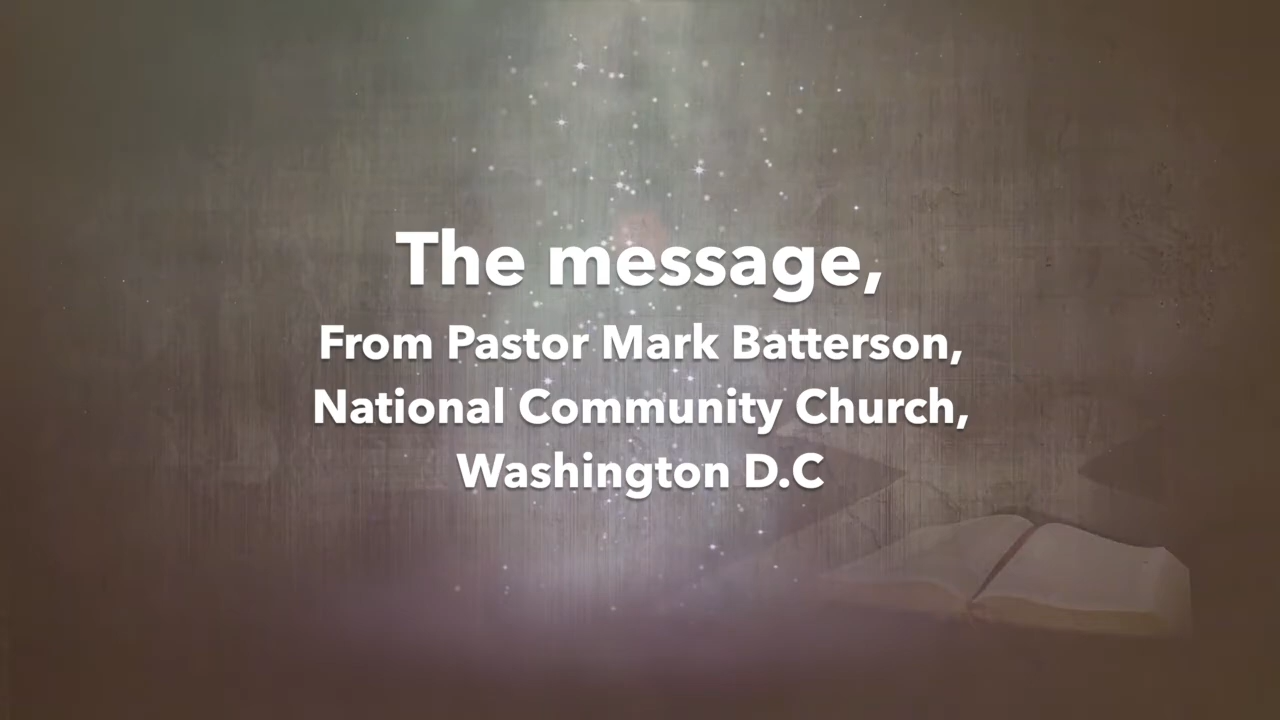 The message,
From Pastor Mark Batterson,
National Community Church,
Washington D.C